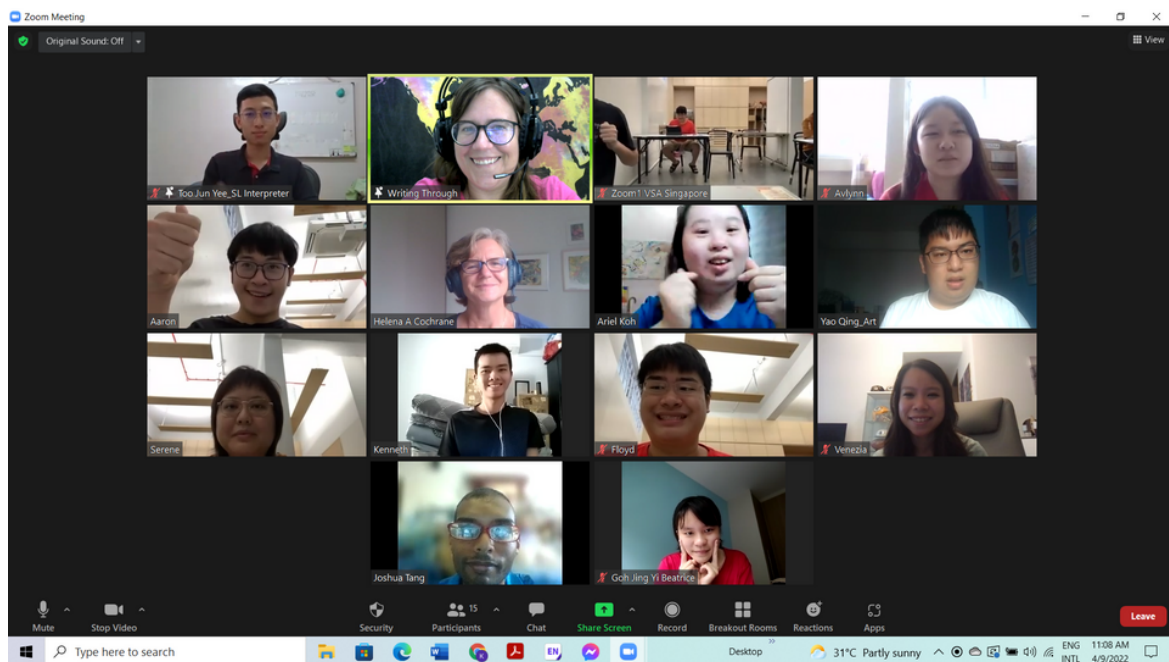 Zoom Meeting
Original Sound: Off
View
Too Jun Yee_SL Interpreter
Writing Through
Zoom1 VSA Singapore
Avlynn
Aaron
Helena A Cochrane
Ariel Koh
Yao Qing_Art
Serene
Kenneth
Floyd
Venezia
Joshua Tang
Goh Jing Yi Beatrice
15
Mute
Stop Video
Security
Participants
Chat
Share Screen
Record
Breakout Rooms
Reactions
Apps
Leave
Type here to search
EN
Desktop
31°C Partly sunny
ENG
INTL
11:08 AM
4/9/2022